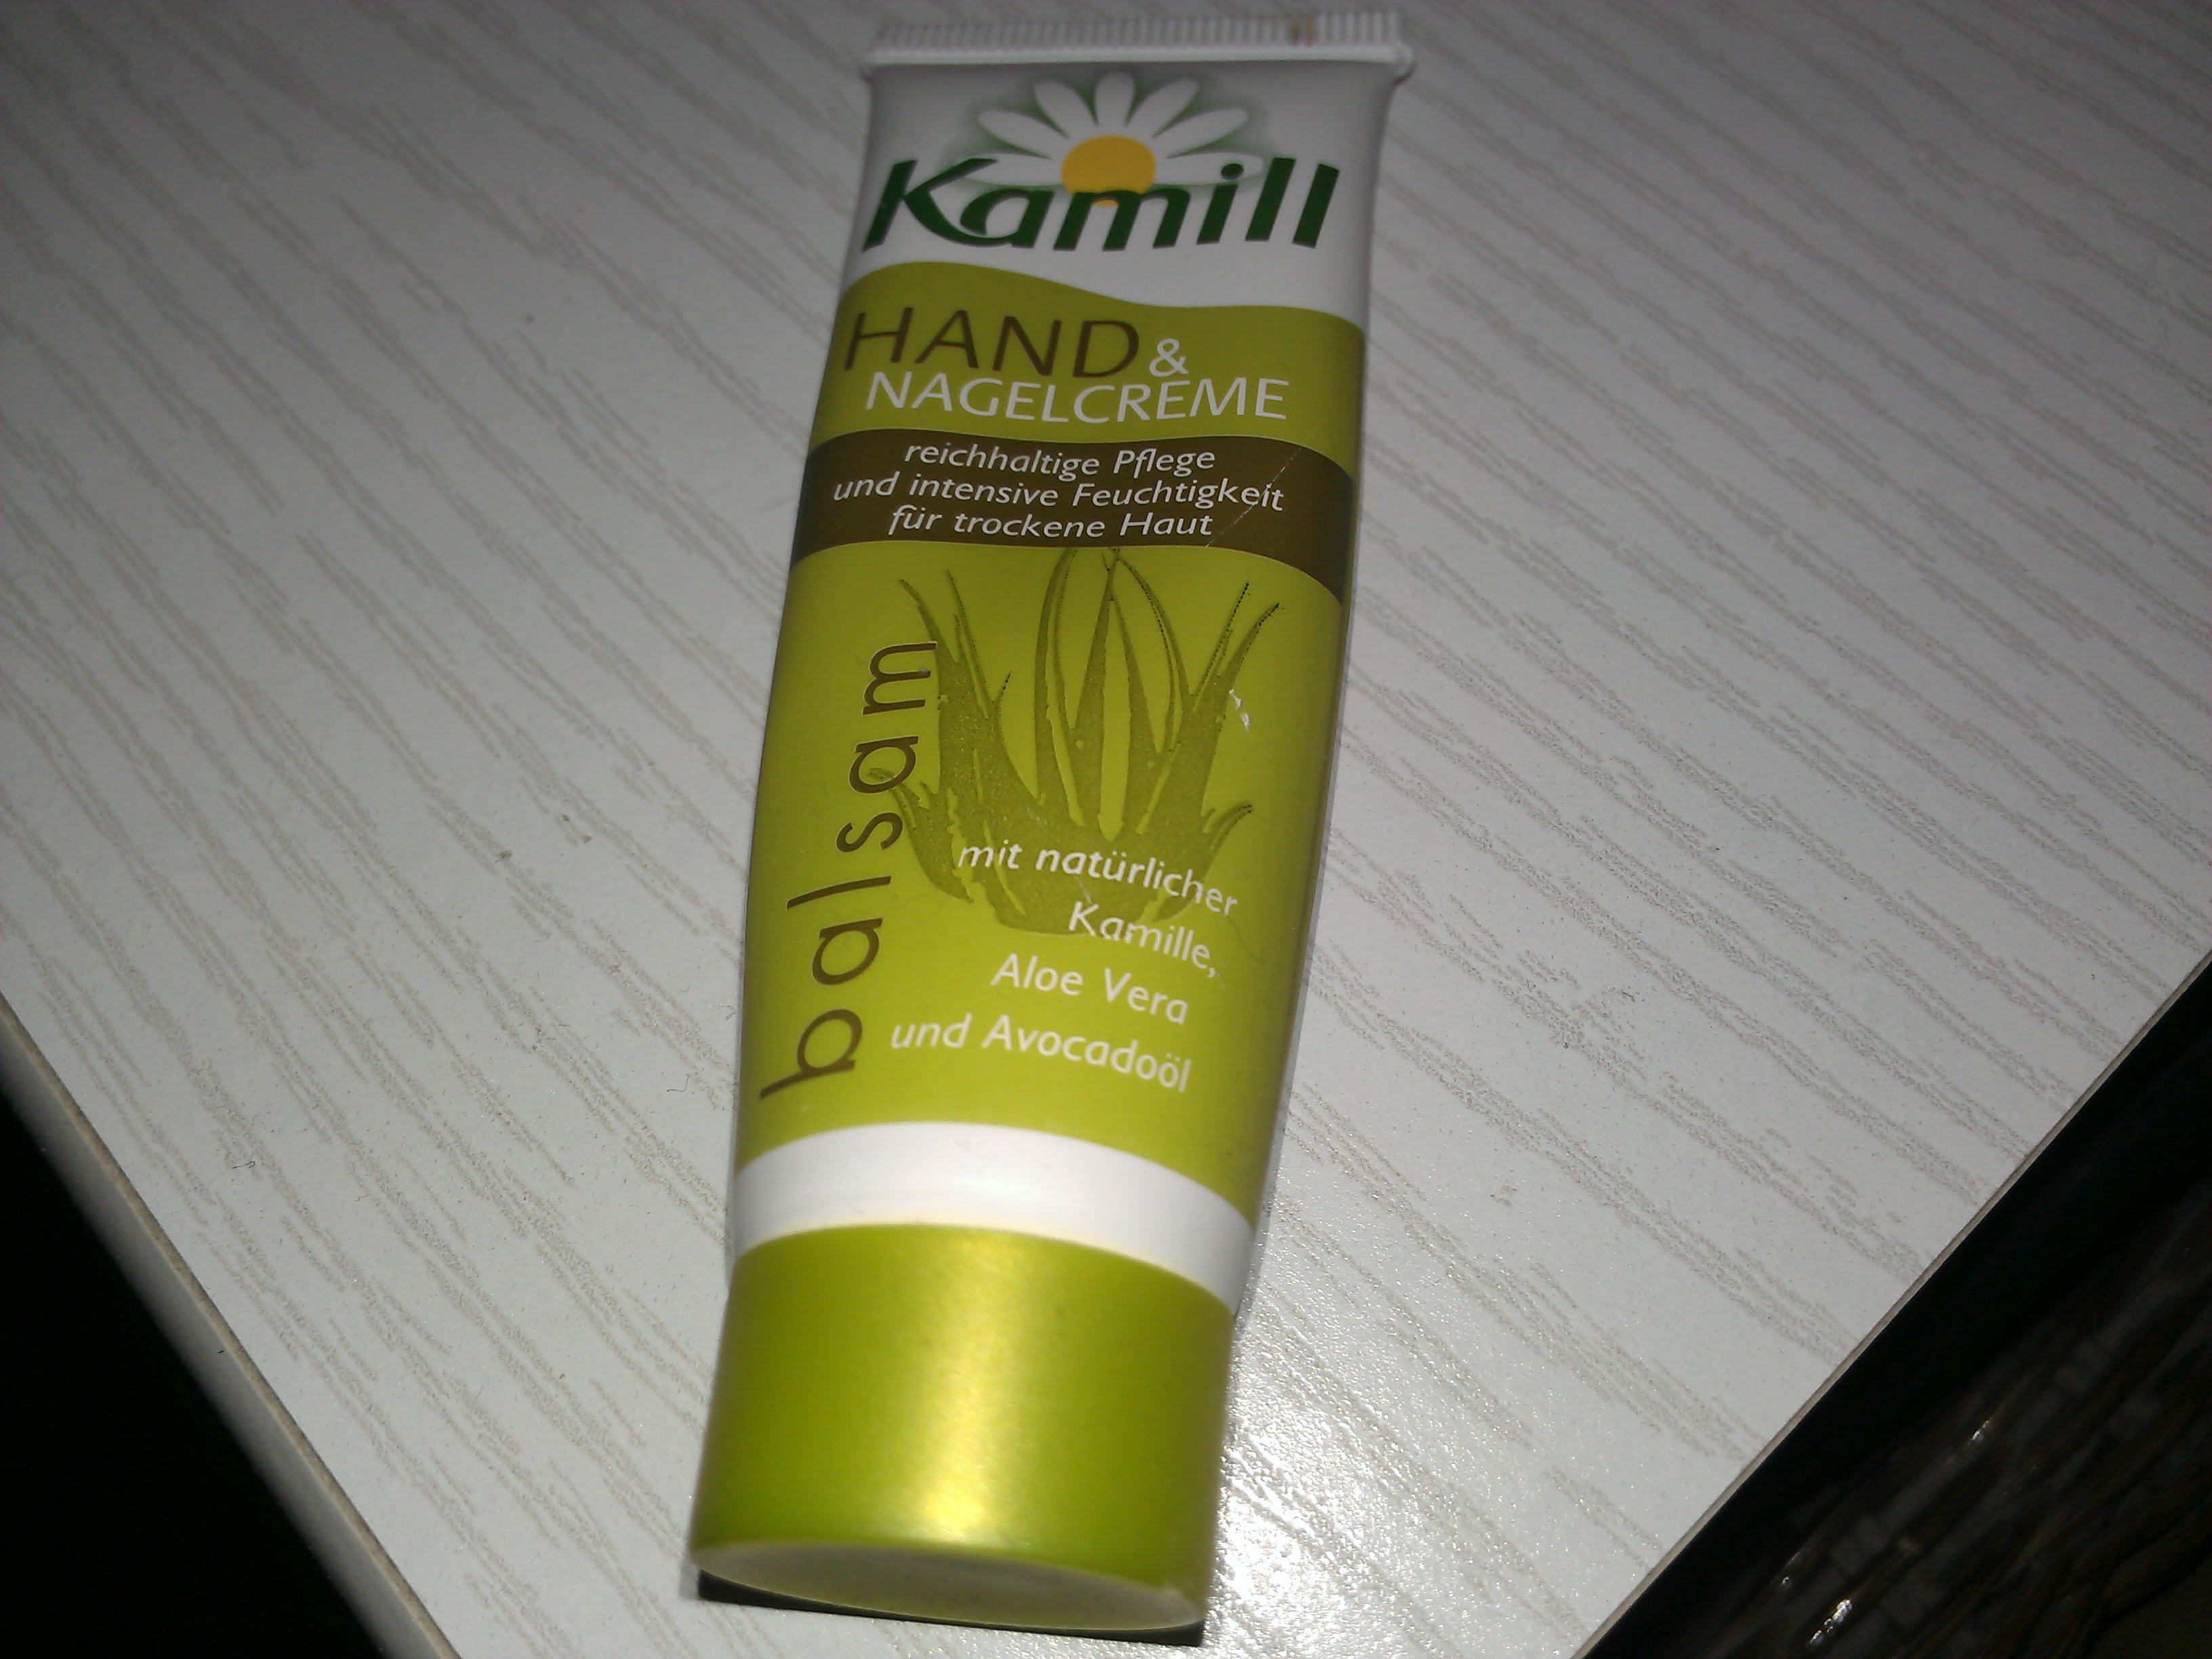 Kamill
HAND &
NAGELCREME
reichhaltige Pflege
und intensive Feuchtigkeit
für trockene Haut
balsam
mit natürlicher
Kamille,
Aloe Vera
und Avocadoöl